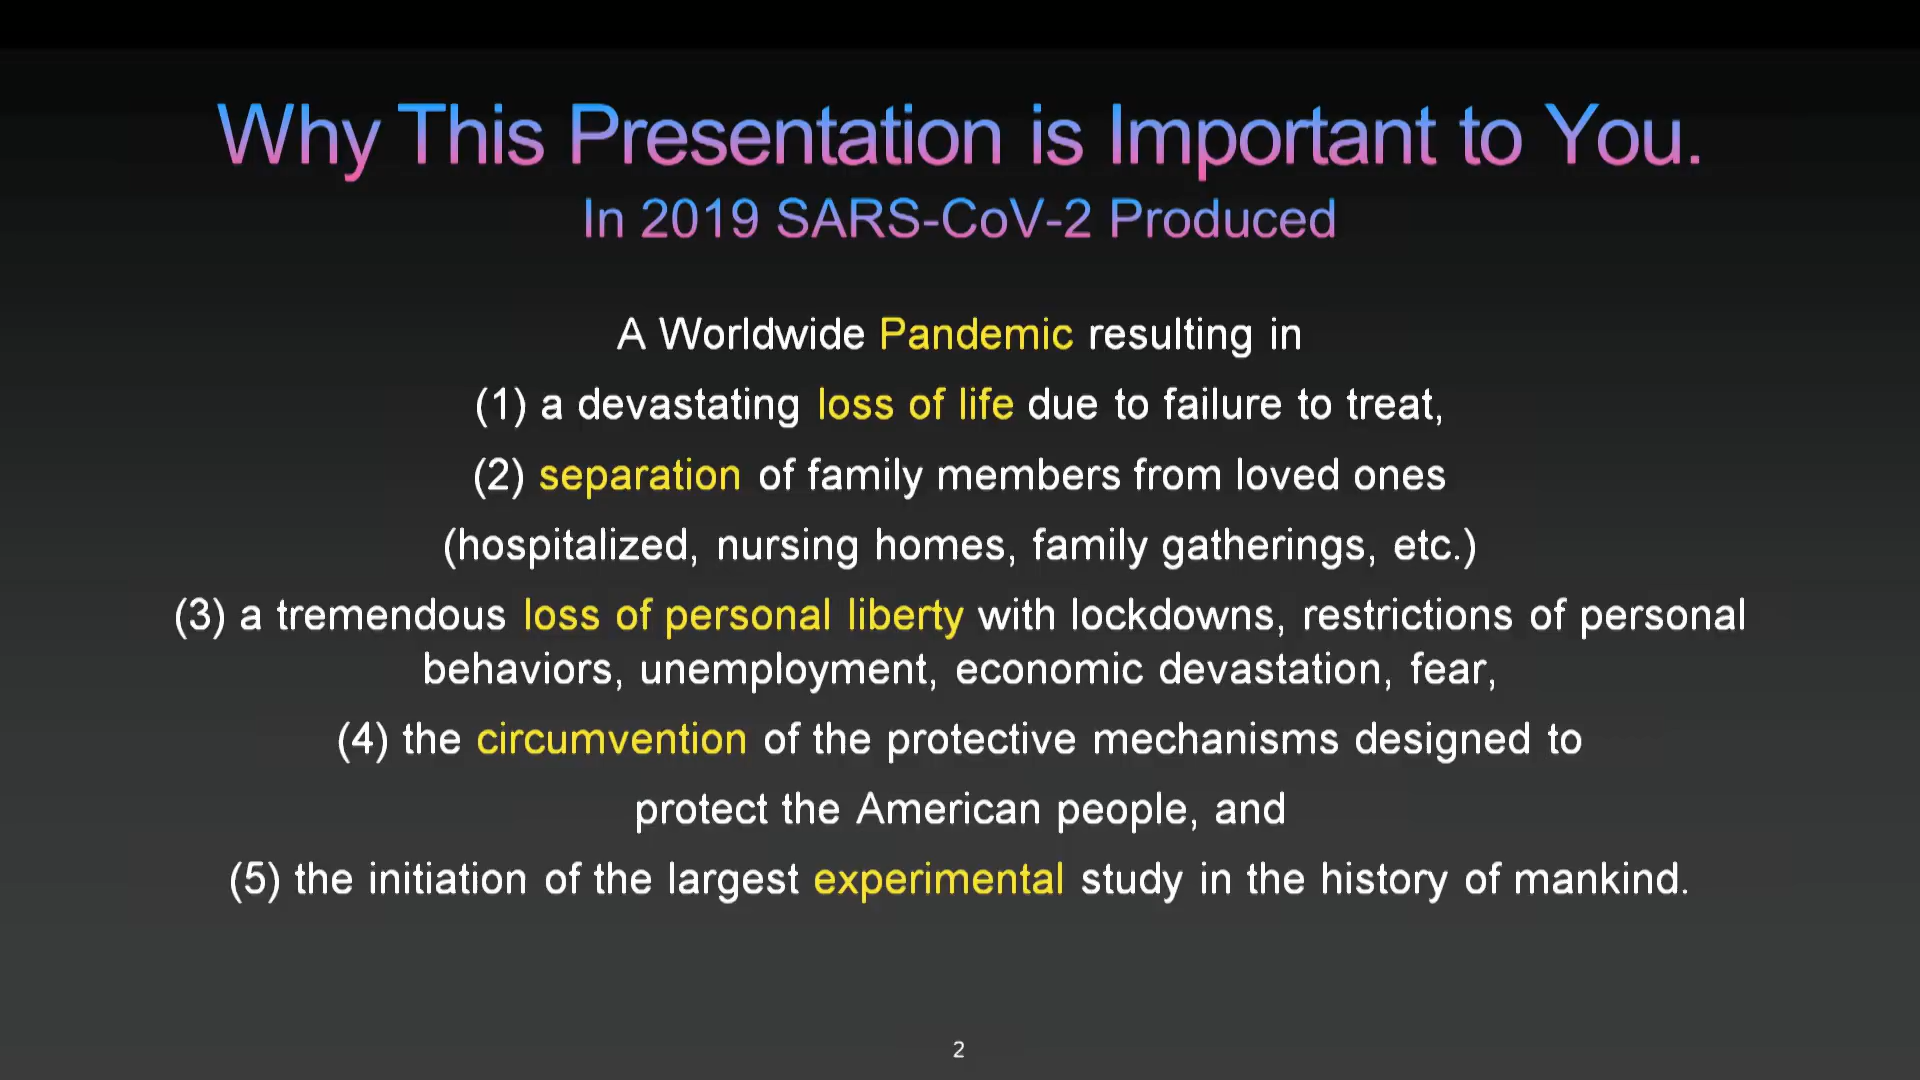 Why This Presentation is Important to You.
In 2019 SARS-CoV-2 Produced
A Worldwide Pandemic resulting in
(1) a devastating loss of life due to failure to treat,
(2) separation of family members from loved ones
(hospitalized, nursing homes, family gatherings, etc.)
(3) a tremendous loss of personal liberty with lockdowns, restrictions of personal
behaviors, unemployment, economic devastation, fear,
(4) the circumvention of the protective mechanisms designed to
protect the American people, and
(5) the initiation of the largest experimental study in the history of mankind.
2